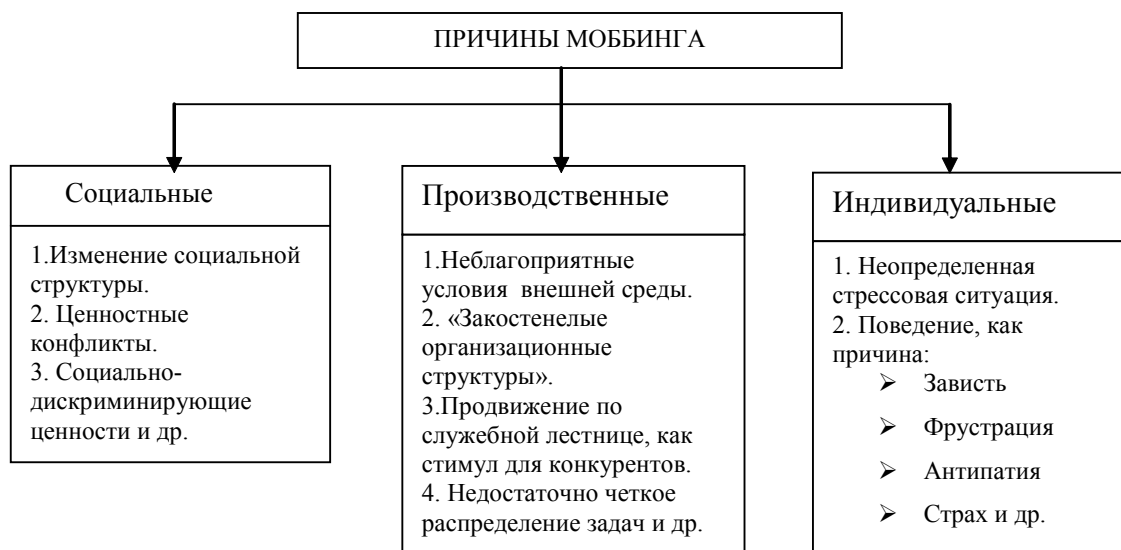 ПРИЧИНЫ МОББИНГА
Социальные
1.Изменение социальной
структуры.
2. Ценностные
конфликты.
3. Социально-
дискриминирующие
ценности и др.
Производственные
1.Неблагоприятные
условия внешней среды.
2. «Закостенелые
организационные
структуры».
3.Продвижение по
служебной лестнице, как
стимул для конкурентов.
4. Недостаточно четкое
распределение задач и др.
Индивидуальные
1. Неопределенная
стрессовая ситуация.
2. Поведение, как
причина:
➢ Зависть
➢ Фрустрация
➢ Антипатия
➢ Страх и др.